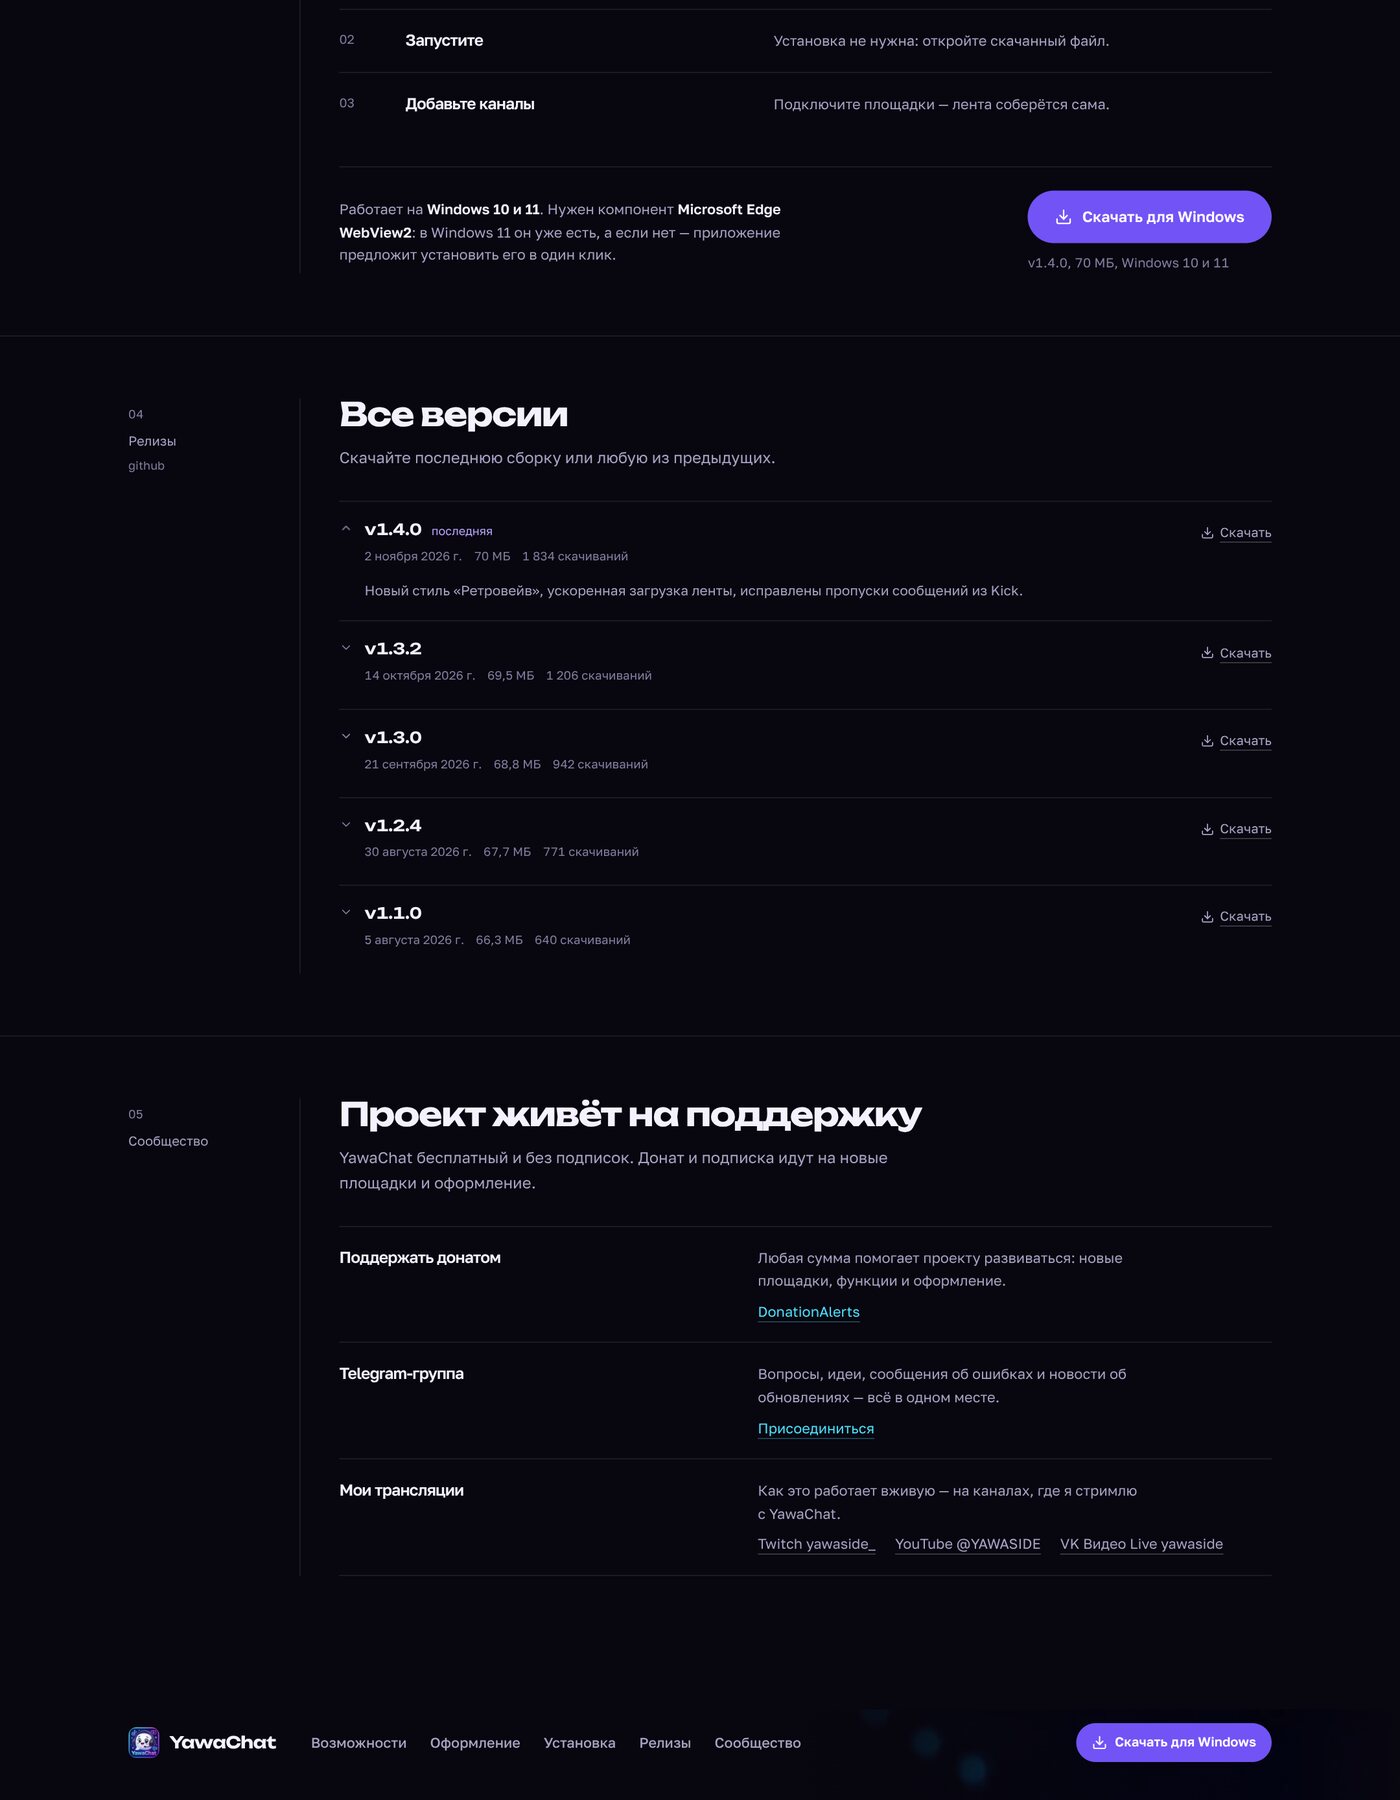 02
Запустите
Установка не нужна: откройте скачанный файл.
03
Добавьте каналы
Подключите площадки — лента соберётся сама.
Работает на Windows 10 и 11. Нужен компонент Microsoft Edge
WebView2: в Windows 11 он уже есть, а если нет — приложение
предложит установить его в один клик.
Скачать для Windows
v1.4.0, 70 МБ, Windows 10 и 11
04
Релизы
github
Все версии
Скачайте последнюю сборку или любую из предыдущих.
v1.4.0 последняя
2 ноября 2026 г. 70 МБ 1 834 скачиваний
Скачать
Новый стиль «Ретровейв», ускоренная загрузка ленты, исправлены пропуски сообщений из Kick.
v1.3.2
14 октября 2026 г. 69,5 МБ 1 206 скачиваний
Скачать
v1.3.0
21 сентября 2026 г. 68,8 МБ 942 скачиваний
Скачать
v1.2.4
30 августа 2026 г. 67,7 МБ 771 скачиваний
Скачать
v1.1.0
5 августа 2026 г. 66,3 МБ 640 скачиваний
Скачать
05
Сообщество
Проект живёт на поддержку
YawaChat бесплатный и без подписок. Донат и подписка идут на новые
площадки и оформление.
Поддержать донатом
Любая сумма помогает проекту развиваться: новые
площадки, функции и оформление.
DonationAlerts
Telegram-группа
Вопросы, идеи, сообщения об ошибках и новости об
обновлениях — всё в одном месте.
Присоединиться
Мои трансляции
Как это работает вживую — на каналах, где я стримлю
с YawaChat.
Twitch yawaside_ YouTube @YAWASIDE VK Видео Live yawaside
YawaChat
YawaChat Возможности Оформление Установка Релизы Сообщество
Скачать для Windows